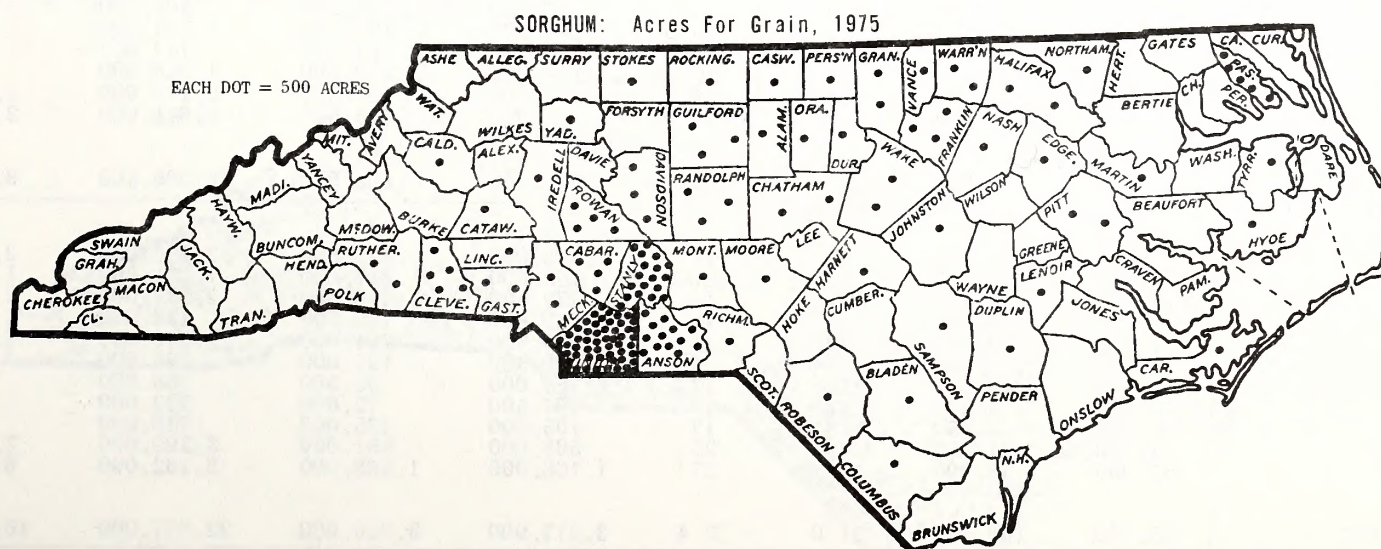 SORGHUM: Acres For Grain, 1975
EACH DOT = 500 ACRES
ASHE
ALLEG.
SURRY
STOKES
ROCKING.
CASW.
PERS'N
GRAN.
VANCE
WARR'N
HALIFAX
NORTHAM.
HERT.
GATES
CA.
CUR.
PAS.
PER.
CH.
BERTIE
WAT.
AVERY
MIT.
YANCEY
MADI.
WILKES
YAD.
FORSYTH
GUILFORD
ALAM.
ORA.
DUR.
WAKE
FRANKLIN
NASH
EDGE.
MARTIN
WASH.
TYRR.
DARE
CALD.
ALEX.
IREDELL
DAVIE
DAVIDSON
RANDOLPH
CHATHAM
JOHNSTON
WILSON
PITT
BEAUFORT
HYDE
HAYW.
BUNCOM.
McDOW.
BURKE
CATAW.
ROWAN
SWAIN
GRAH.
JACK.
HEND.
RUTHER.
LINC.
CABAR.
STANLY
MONT.
MOORE
LEE
HARNETT
WAYNE
GREENE
LENOIR
CRAVEN
PAM.
CHEROKEE
MACON
CL.
TRAN.
POLK
CLEVE.
GAST.
MECK.
ANSON
RICHM.
HOKE
CUMBER.
SAMPSON
DUPLIN
JONES
CAR.
SCOT.
ROBESON
BLADEN
PENDER
ONSLOW
COLUMBUS
N.H.
BRUNSWICK